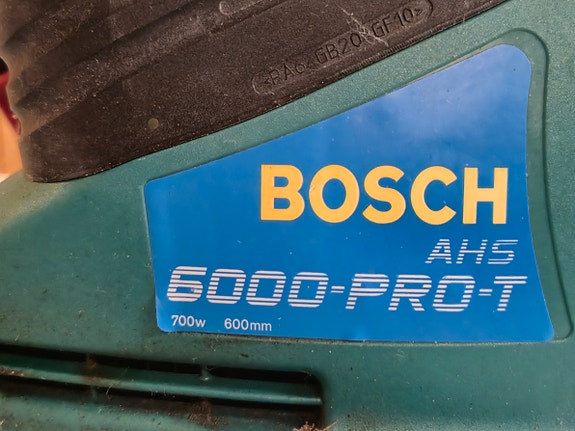 >PA6-GB20 GF10<
BOSCH
AHS
6000-PRO-T
700w 600mm